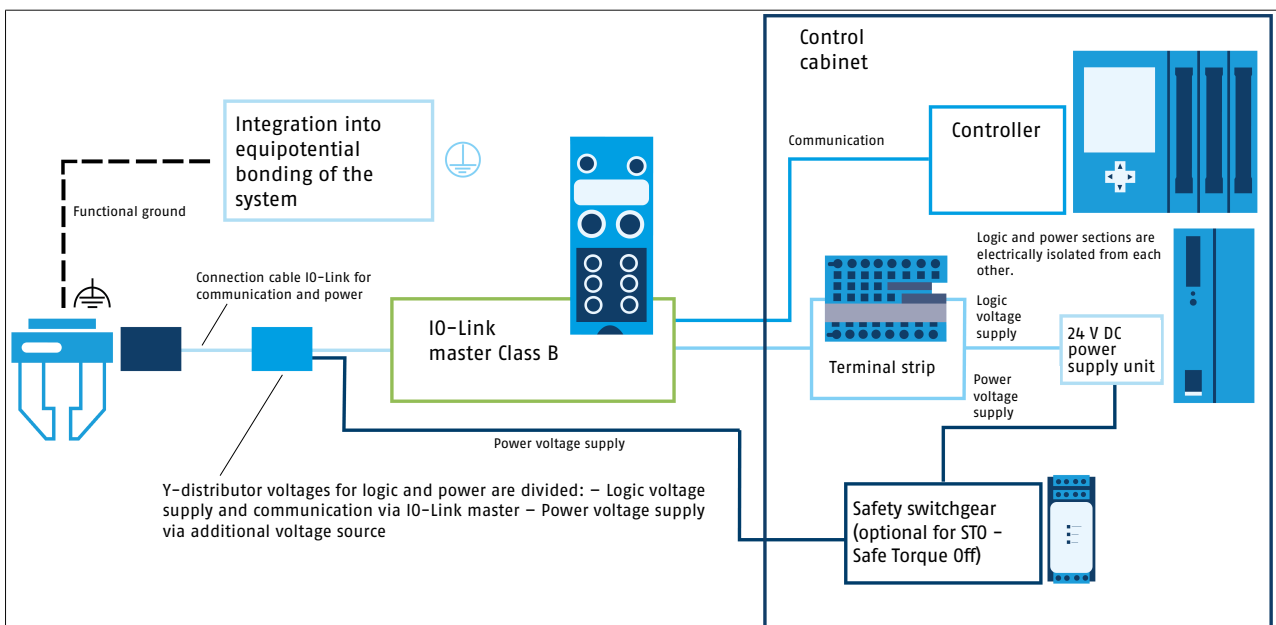 Control
cabinet
Integration into
equipotential
bonding of the
system
Communication
Controller
Functional ground
Logic and power sections are
electrically isolated from each
other.
Connection cable IO-Link for
communication and power
Logic
voltage
supply
IO-Link
master Class B
24 V DC
power
supply unit
Terminal strip
Power
voltage
supply
Power voltage supply
Y-distributor voltages for logic and power are divided: – Logic voltage
supply and communication via IO-Link master – Power voltage supply
via additional voltage source
Safety switchgear
(optional for STO –
Safe Torque Off)